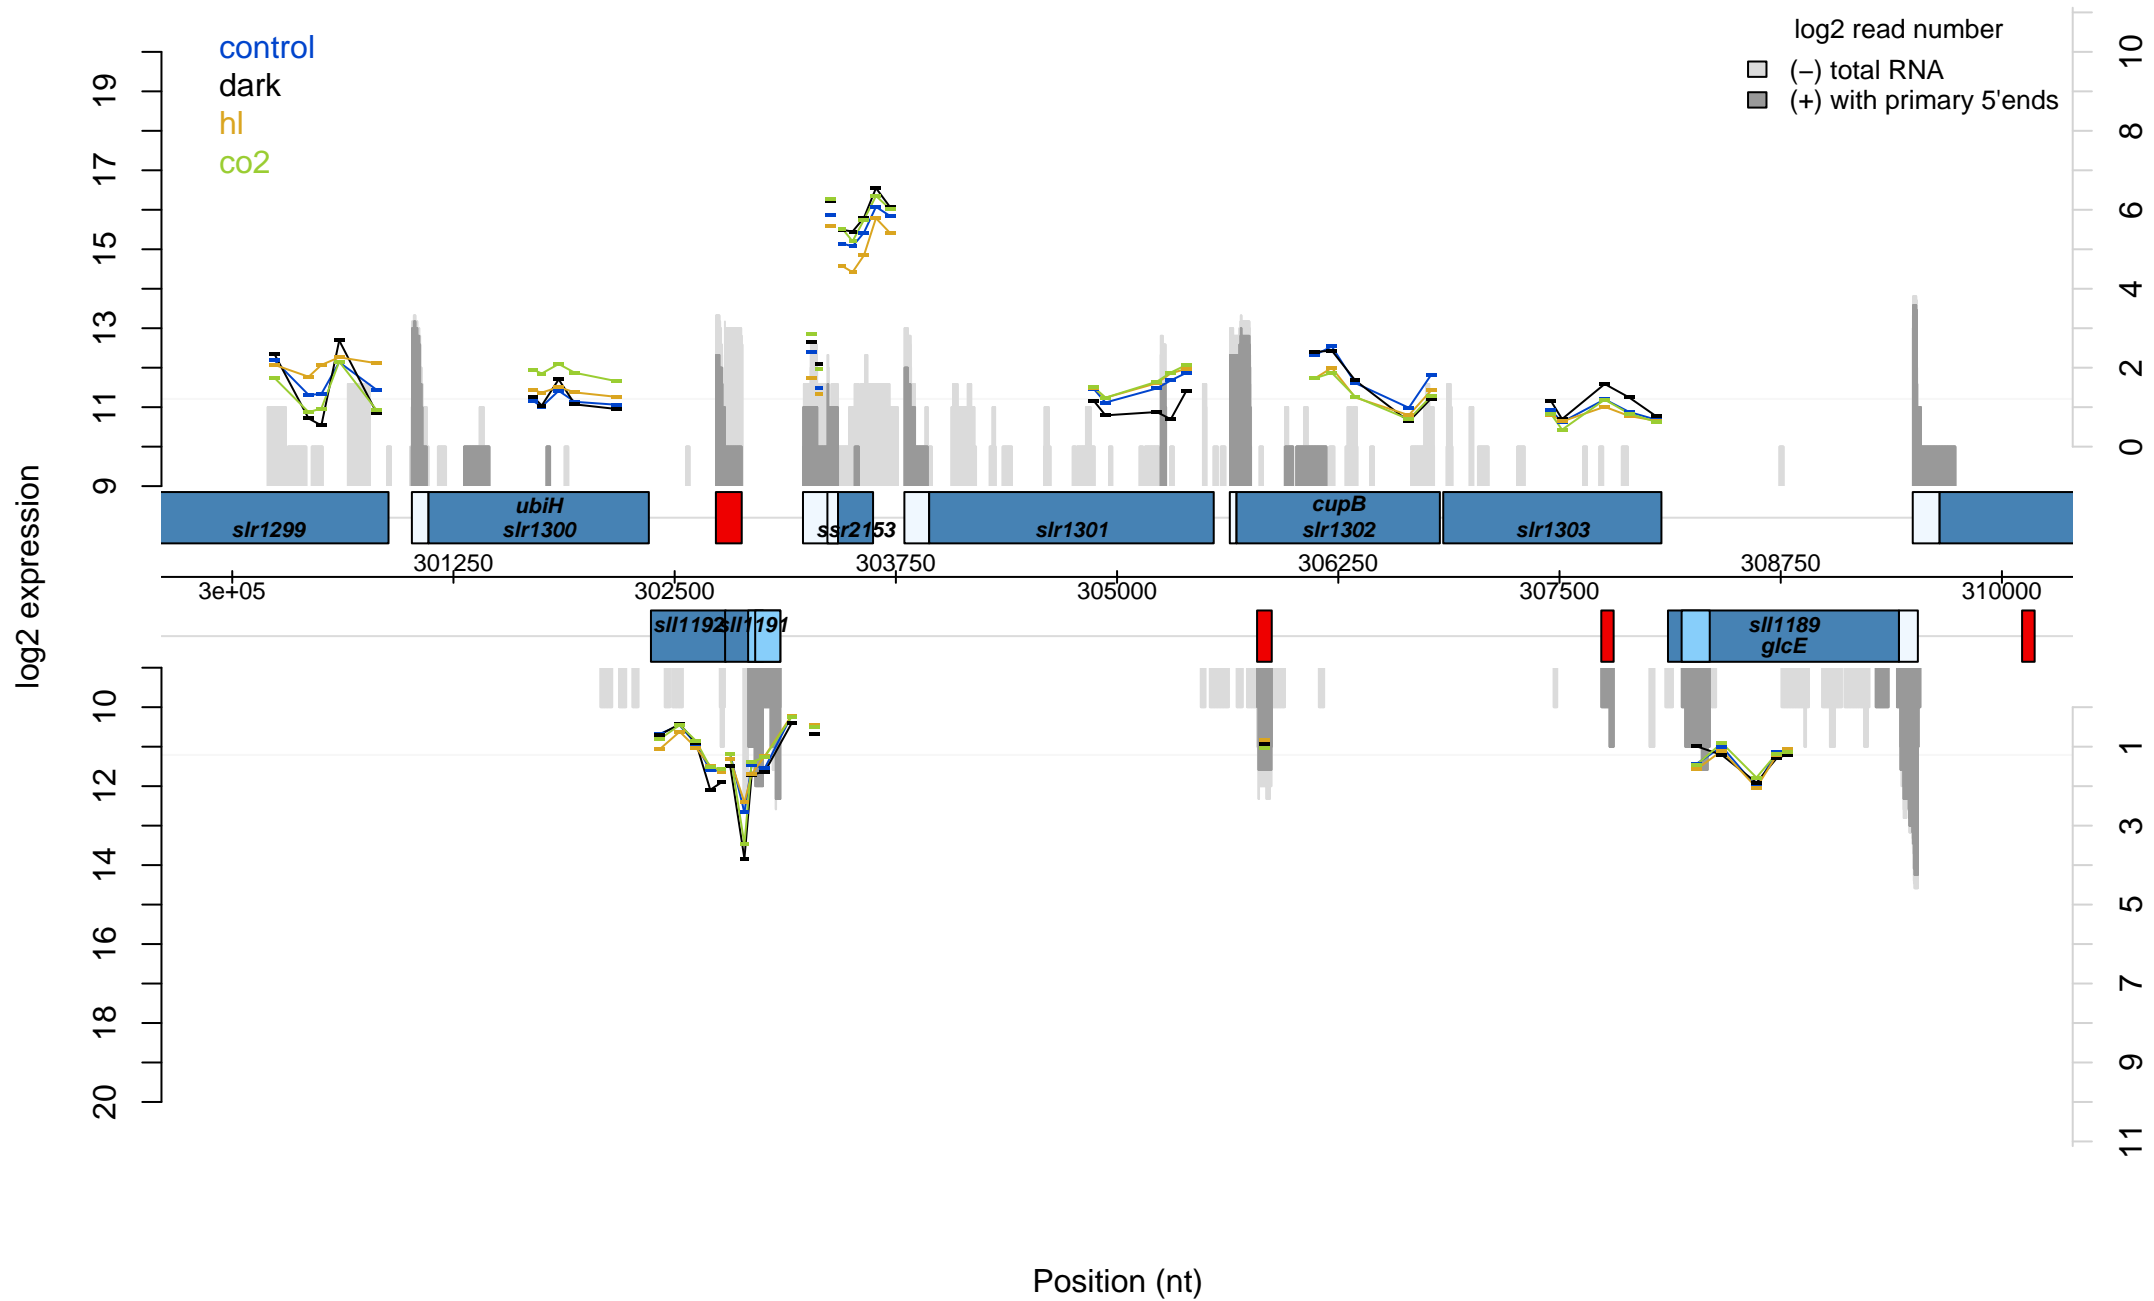 control
dark
hl
co2
log2 read number
(−) total RNA
(+) with primary 5'ends
log2 expression
19
17
15
13
11
9
10
8
6
4
2
0
slr1299
ubiH
slr1300
ssr2153
slr1301
cupB
slr1302
slr1303
301250
303750
306250
308750
3e+05
302500
305000
307500
310000
sll1192
sll1191
sll1189
glcE
10
12
14
16
18
20
1
3
5
7
9
11
Position (nt)